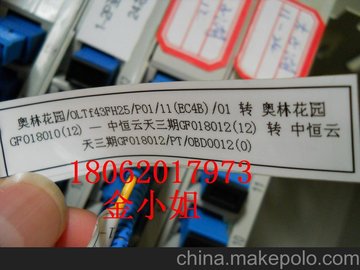 奥林花园/OLTf43FH25/P01/11(EC4B)/01 转 奥林花园
GF018010(12) — 中恒云天三期GF018012(12) 转 中恒云
天三期GF018012/PT/OBD0012(0)
18062017973
金小姐
china.makepolo.com